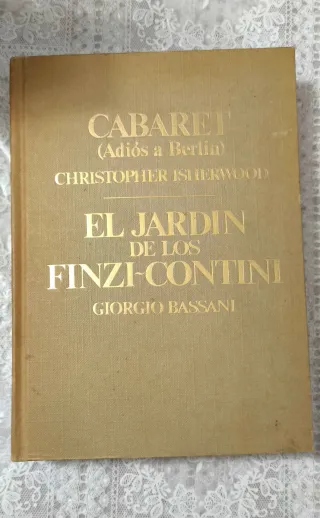 CABARET
(Adiós a Berlín)
CHRISTOPHER ISHERWOOD
EL JARDIN
DE LOS
FINZI-CONTINI
GIORGIO BASSANI